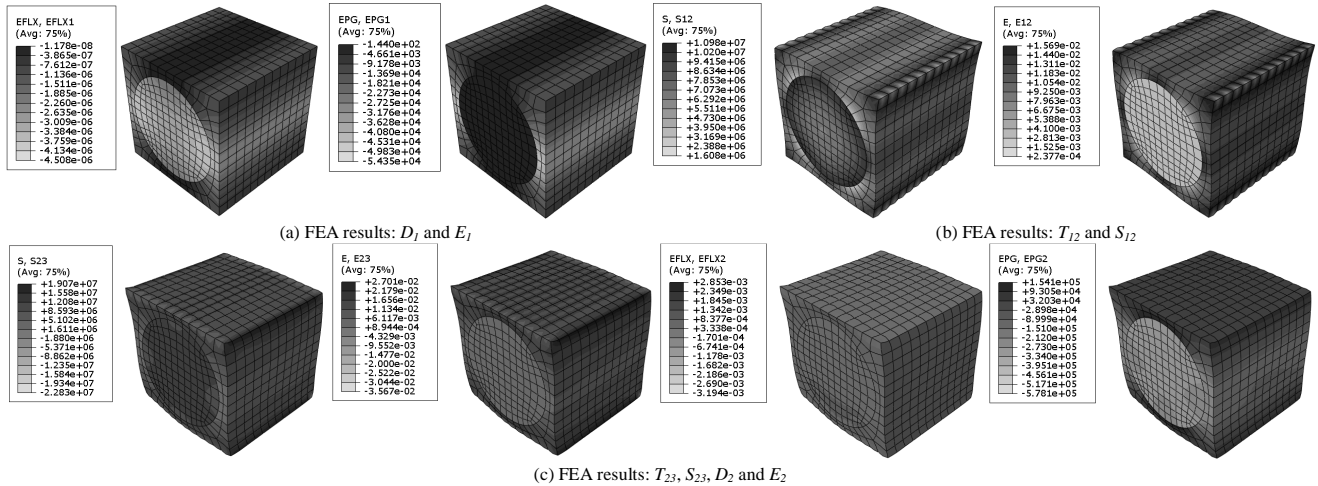 EFLX, EFLX1
(Avg: 75%)
-1.178e-08
-3.865e-07
-7.612e-07
-1.136e-06
-1.511e-06
-1.885e-06
-2.260e-06
-2.635e-06
-3.009e-06
-3.384e-06
-3.759e-06
-4.134e-06
-4.508e-06
EPG, EPG1
(Avg: 75%)
-1.440e+02
-4.661e+03
-9.178e+03
-1.369e+04
-1.821e+04
-2.273e+04
-2.725e+04
-3.176e+04
-3.628e+04
-4.080e+04
-4.531e+04
-4.983e+04
-5.435e+04
S, S12
(Avg: 75%)
+1.098e+07
+1.020e+07
+9.415e+06
+8.634e+06
+7.853e+06
+7.073e+06
+6.292e+06
+5.511e+06
+4.730e+06
+3.950e+06
+3.169e+06
+2.388e+06
+1.608e+06
E, E12
(Avg: 75%)
+1.569e-02
+1.440e-02
+1.311e-02
+1.183e-02
+1.054e-02
+9.250e-03
+7.963e-03
+6.675e-03
+5.388e-03
+4.100e-03
+2.813e-03
+1.525e-03
+2.377e-04
(a) FEA results: D1 and E1
(b) FEA results: T12 and S12
S, S23
(Avg: 75%)
+1.907e+07
+1.558e+07
+1.208e+07
+8.593e+06
+5.102e+06
+1.611e+06
-1.880e+06
-5.371e+06
-8.862e+06
-1.235e+07
-1.584e+07
-1.934e+07
-2.283e+07
E, E23
(Avg: 75%)
+2.701e-02
+2.179e-02
+1.656e-02
+1.134e-02
+6.117e-03
+8.944e-04
-4.329e-03
-9.552e-03
-1.477e-02
-2.000e-02
-2.522e-02
-3.044e-02
-3.567e-02
EFLX, EFLX2
(Avg: 75%)
+2.853e-03
+2.349e-03
+1.845e-03
+1.342e-03
+8.377e-04
+3.338e-04
-1.701e-04
-6.741e-04
-1.178e-03
-1.682e-03
-2.186e-03
-2.690e-03
-3.194e-03
EPG, EPG2
(Avg: 75%)
+1.541e+05
+9.305e+04
+3.203e+04
-2.898e+04
-8.999e+04
-1.510e+05
-2.120e+05
-2.730e+05
-3.340e+05
-3.951e+05
-4.561e+05
-5.171e+05
-5.781e+05
(c) FEA results: T23, S23, D2 and E2